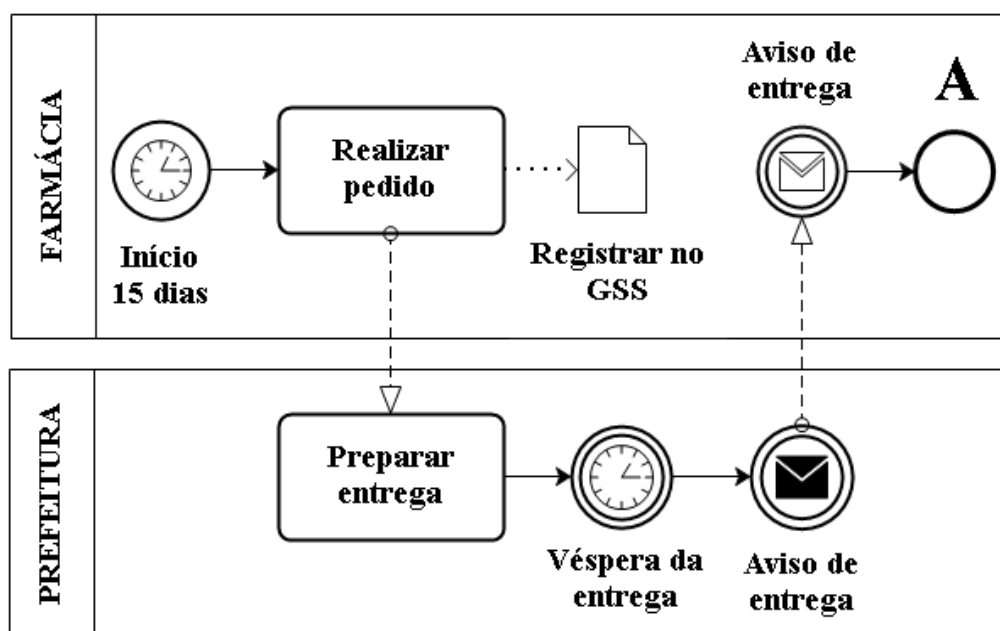 FARMÁCIA
Início
15 dias
Realizar
pedido
Registrar no
GSS
Aviso de
entrega
A
PREFEITURA
Preparar
entrega
Véspera da
entrega
Aviso de
entrega